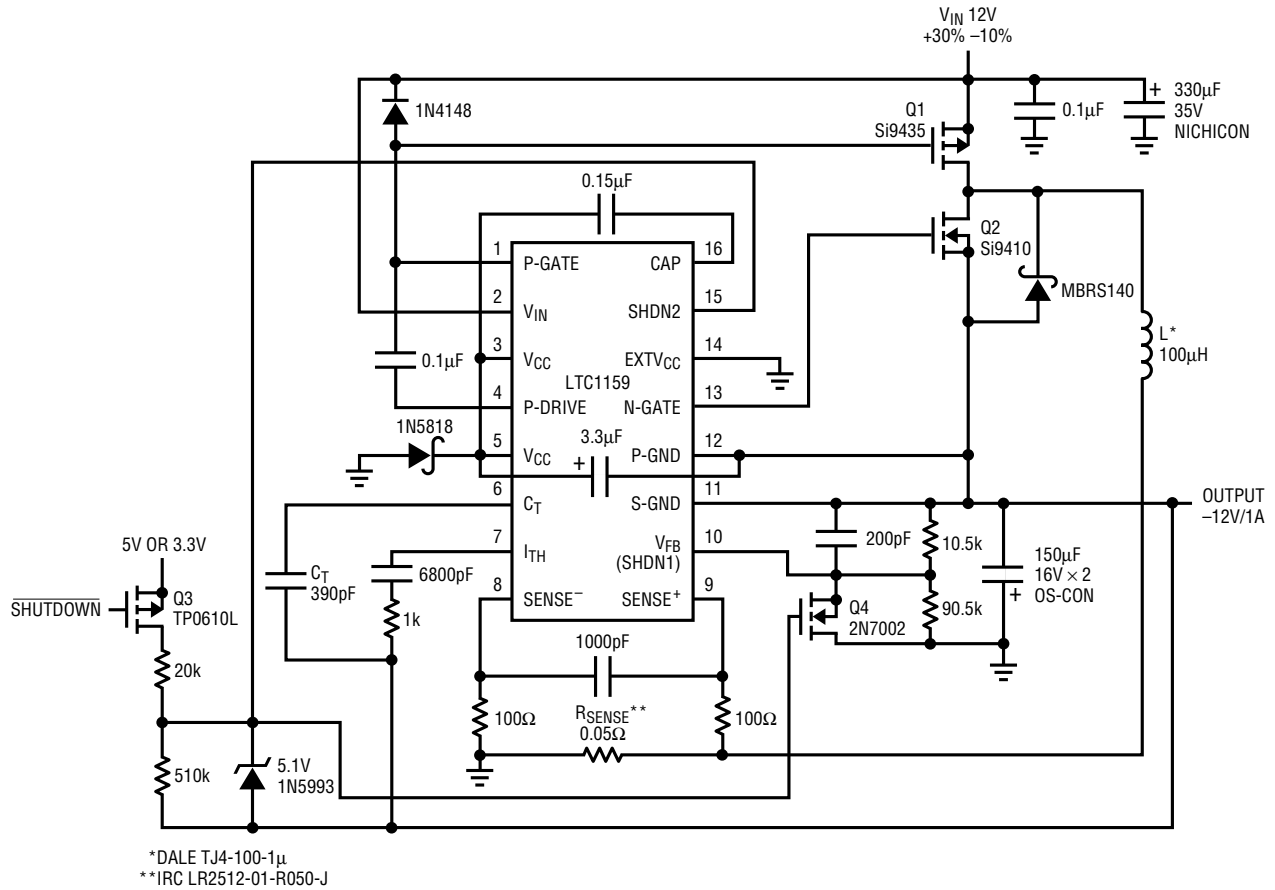 V_IN 12V
+30% –10%
1N4148
Q1
Si9435
0.1µF
+
330µF
35V
NICHICON
0.15µF
Q2
Si9410
MBRS140
L*
100µH
1
P-GATE
CAP
16
2
V_IN
SHDN2
15
3
V_CC
EXTV_CC
14
0.1µF
LTC1159
4
P-DRIVE
N-GATE
13
1N5818
5
V_CC
3.3µF
+
P-GND
12
6
C_T
S-GND
11
OUTPUT
–12V/1A
7
I_TH
V_FB
(SHDN1)
10
8
SENSE⁻
SENSE⁺
9
200pF
10.5k
150µF
16V × 2
OS-CON
+
90.5k
Q4
2N7002
5V OR 3.3V
SHUTDOWN
Q3
TP0610L
C_T
390pF
6800pF
1k
20k
1000pF
100Ω
R_SENSE**
0.05Ω
100Ω
510k
5.1V
1N5993
*DALE TJ4-100-1µ
**IRC LR2512-01-R050-J